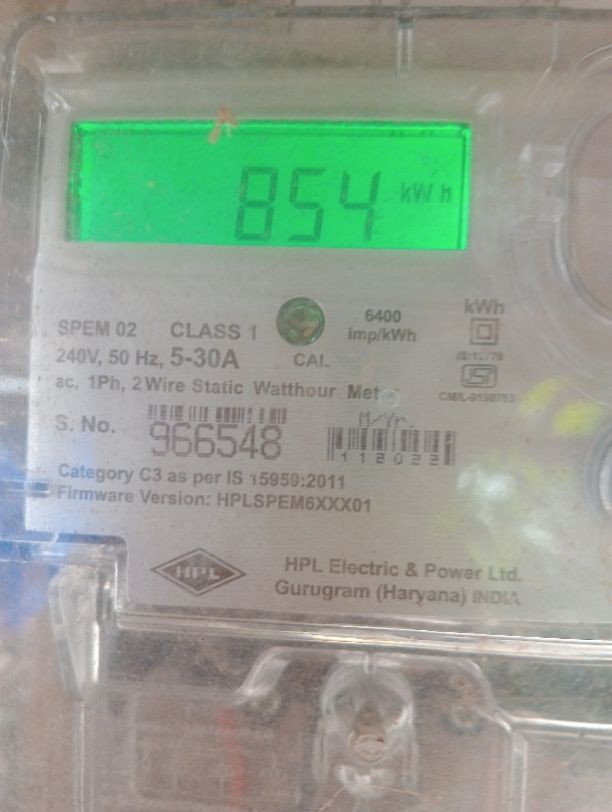 854 kWh
SPEM 02 CLASS 1 6400 imp/kWh kWh
240V, 50 Hz, 5-30A CAL IS:13779
ac, 1Ph, 2 Wire Static Watthour Meter
S. No. 966548 M/Yr. 112022
Category C3 as per IS 15959:2011
Firmware Version: HPLSPEM6XXX01
HPL HPL Electric & Power Ltd.
Gurugram (Haryana) INDIA